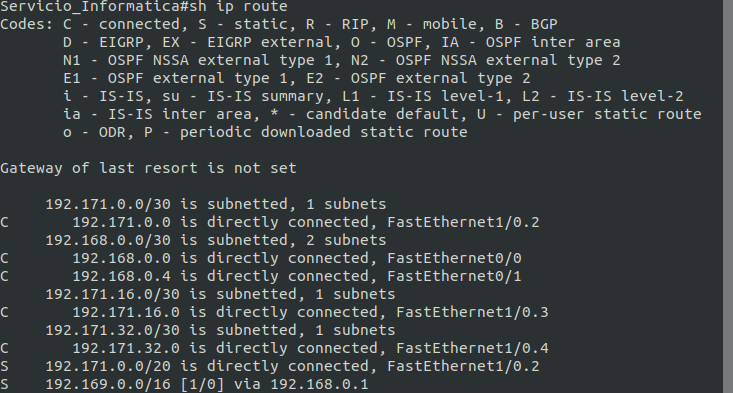 Servicio_Informatica#sh ip route
Codes: C - connected, S - static, R - RIP, M - mobile, B - BGP
       D - EIGRP, EX - EIGRP external, O - OSPF, IA - OSPF inter area
       N1 - OSPF NSSA external type 1, N2 - OSPF NSSA external type 2
       E1 - OSPF external type 1, E2 - OSPF external type 2
       i - IS-IS, su - IS-IS summary, L1 - IS-IS level-1, L2 - IS-IS level-2
       ia - IS-IS inter area, * - candidate default, U - per-user static route
       o - ODR, P - periodic downloaded static route

Gateway of last resort is not set

     192.171.0.0/30 is subnetted, 1 subnets
C       192.171.0.0 is directly connected, FastEthernet1/0.2
     192.168.0.0/30 is subnetted, 2 subnets
C       192.168.0.0 is directly connected, FastEthernet0/0
C       192.168.0.4 is directly connected, FastEthernet0/1
     192.171.16.0/30 is subnetted, 1 subnets
C       192.171.16.0 is directly connected, FastEthernet1/0.3
     192.171.32.0/30 is subnetted, 1 subnets
C       192.171.32.0 is directly connected, FastEthernet1/0.4
S    192.171.0.0/20 is directly connected, FastEthernet1/0.2
S    192.169.0.0/16 [1/0] via 192.168.0.1